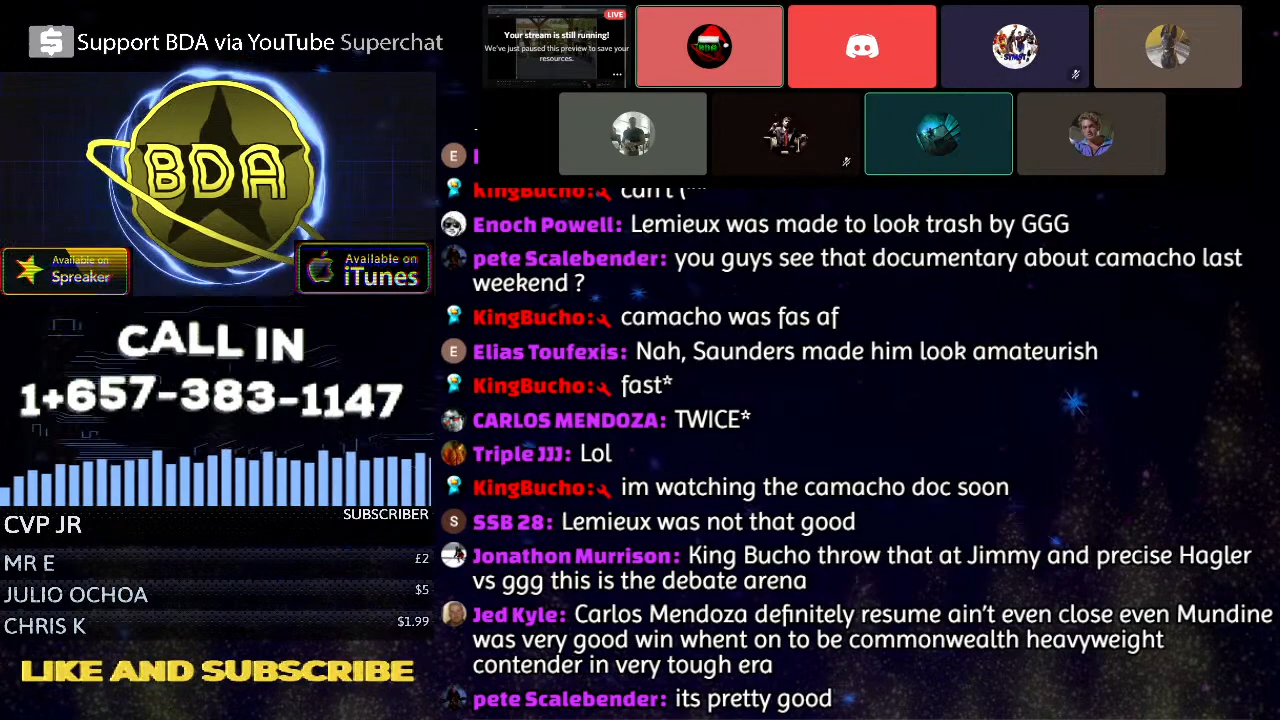 Support BDA via YouTube Superchat
BDA
Available on
Spreaker
Available on
iTunes
CALL IN
1+657-383-1147
SUBSCRIBER
CVP JR
MR E £2
JULIO OCHOA $5
CHRIS K $1.99
LIKE AND SUBSCRIBE
LIVE
Your stream is still running!
We've just paused this preview to save your
resources.
E
KingBucho: can't (**
Enoch Powell: Lemieux was made to look trash by GGG
pete Scalebender: you guys see that documentary about camacho last
weekend ?
KingBucho: camacho was fas af
E Elias Toufexis: Nah, Saunders made him look amateurish
KingBucho: fast*
CARLOS MENDOZA: TWICE*
Triple JJJ: Lol
KingBucho: im watching the camacho doc soon
S SSB 28: Lemieux was not that good
Jonathon Murrison: King Bucho throw that at Jimmy and precise Hagler
vs ggg this is the debate arena
Jed Kyle: Carlos Mendoza definitely resume ain't even close even Mundine
was very good win whent on to be commonwealth heavyweight
contender in very tough era
pete Scalebender: its pretty good